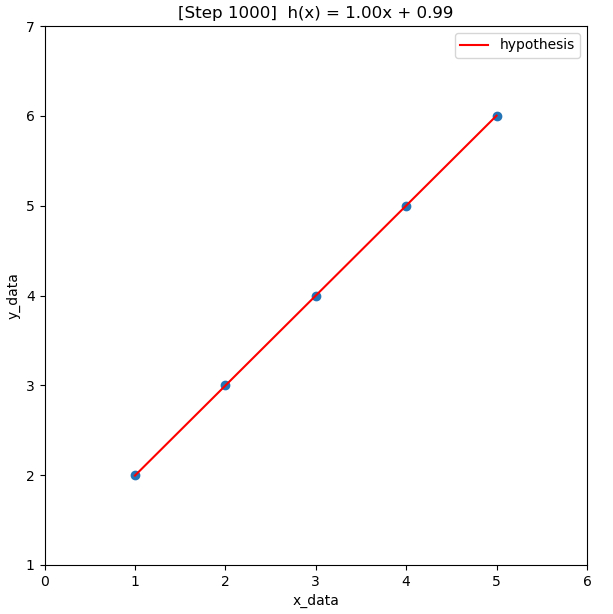 [Step 1000]  h(x) = 1.00x + 0.99
hypothesis
7
6
5
4
3
2
1
y_data
0 1 2 3 4 5 6
x_data